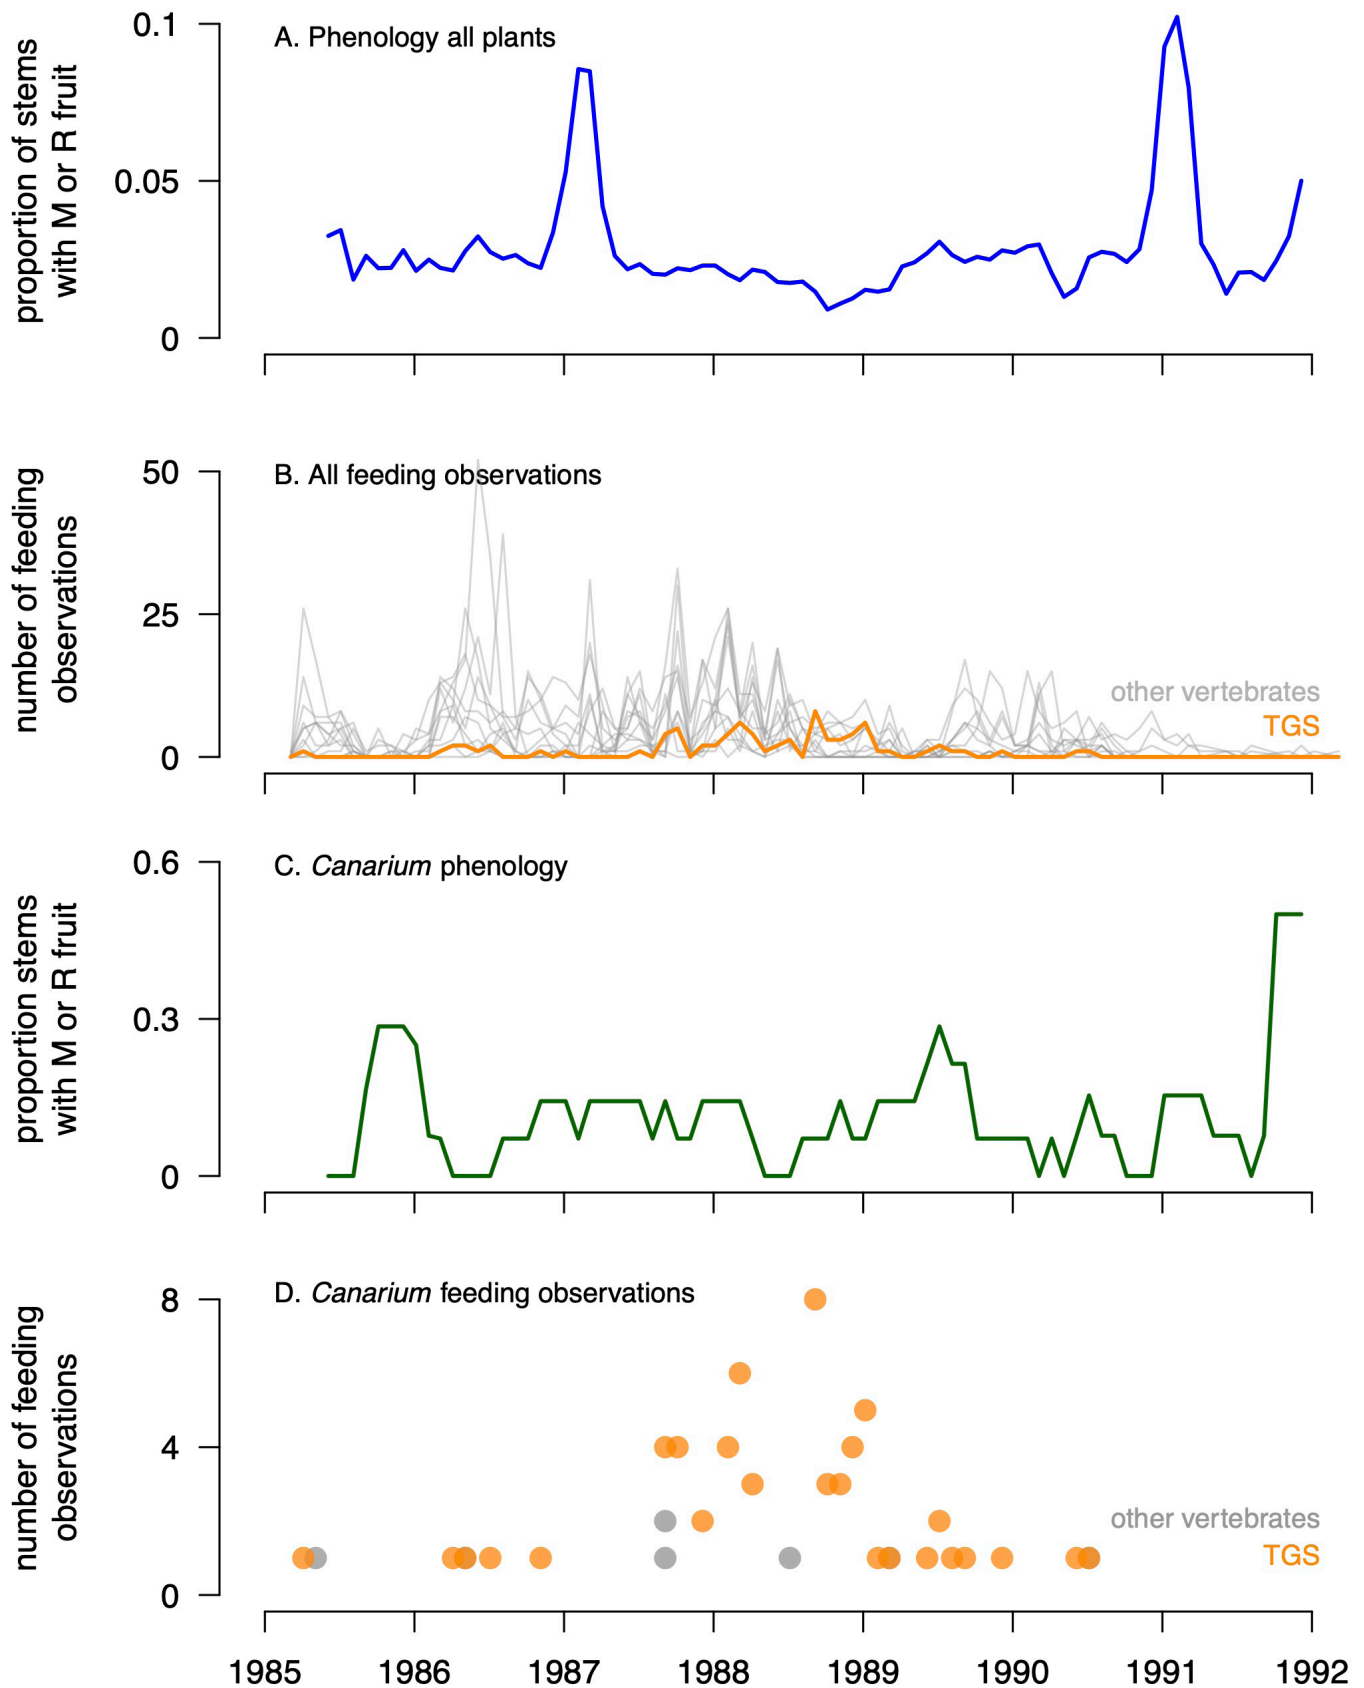 A. Phenology all plants
proportion of stems
with M or R fruit
0.1
0.05
0
B. All feeding observations
number of feeding
observations
50
25
0
other vertebrates
TGS
C. Canarium phenology
proportion stems
with M or R fruit
0.6
0.3
0
D. Canarium feeding observations
number of feeding
observations
8
4
0
other vertebrates
TGS
1985 1986 1987 1988 1989 1990 1991 1992